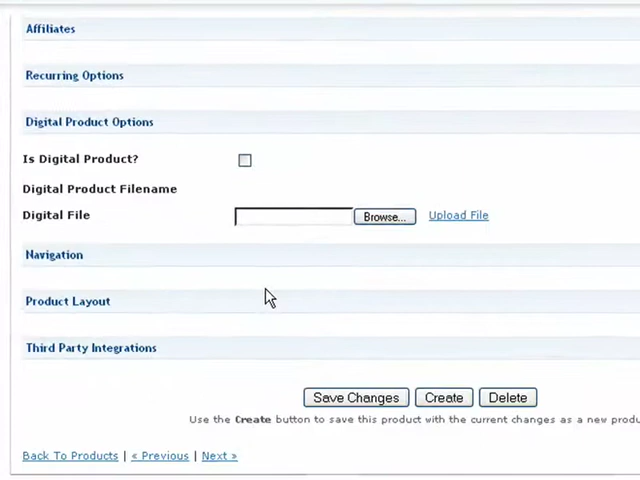 Affiliates
Recurring Options
Digital Product Options
Is Digital Product?
Digital Product Filename
Digital File Browse... Upload File
Navigation
Product Layout
Third Party Integrations
Save Changes Create Delete
Use the Create button to save this product with the current changes as a new
Back To Products | « Previous | Next »